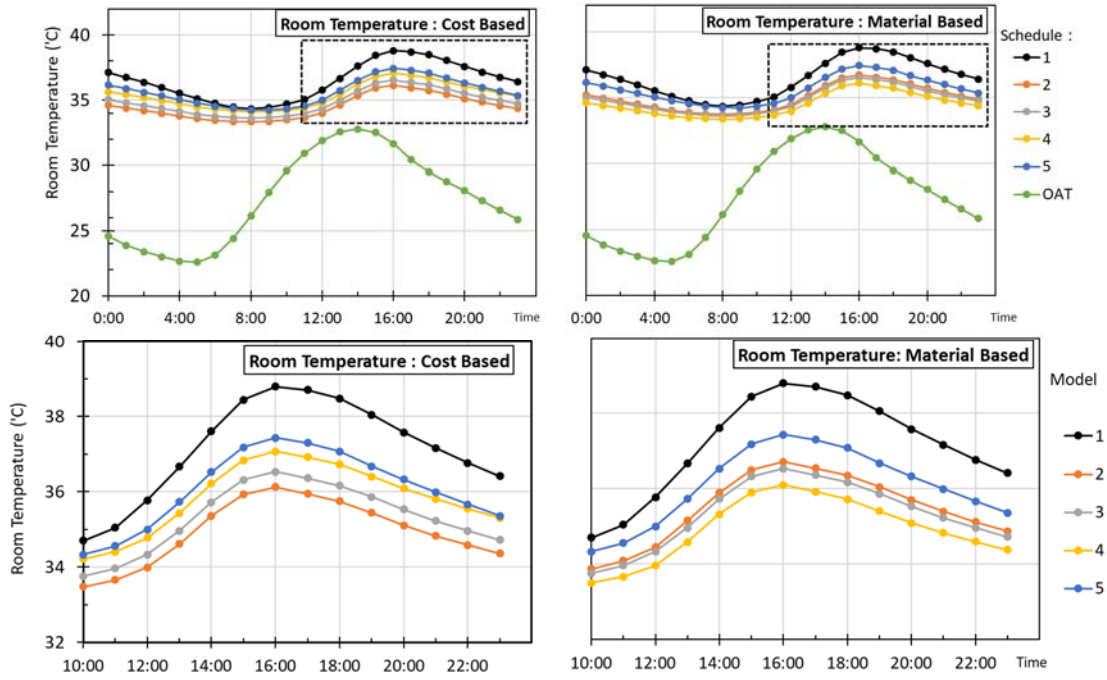 Room Temperature : Cost Based
Room Temperature : Material Based
Schedule :
1
2
3
4
5
OAT
Room Temperature (°C)
40
35
30
25
20
0:00 4:00 8:00 12:00 16:00 20:00 Time
0:00 4:00 8:00 12:00 16:00 20:00 Time
Room Temperature : Cost Based
Room Temperature: Material Based
Model
1
2
3
4
5
Room Temperature (°C)
40
38
36
34
32
10:00 12:00 14:00 16:00 18:00 20:00 22:00
10:00 12:00 14:00 16:00 18:00 20:00 22:00 Time